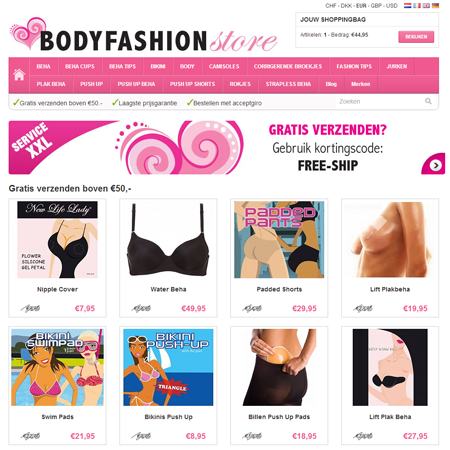 CHF - DKK - EUR - GBP - USD
BODYFASHION store
JOUW SHOPPINGBAG
Artikelen: 1 - Bedrag: €44,95
BEKIJKEN
BEHA BEHA CUPS BEHA TIPS BIKINI BODY CAMISOLES CORRIGERENDE BROEKJES FASHION TIPS JURKEN
PLAK BEHA PUSH UP PUSH UP SHORTS ROKJES STRAPLESS BEHA Blog Merken
Gratis verzenden boven €50.- Laagste prijsgarantie Bestellen met acceptgiro Zoeken
SERVICE
XXL
GRATIS VERZENDEN?
Gebruik kortingscode:
FREE-SHIP
Gratis verzenden boven €50,-
New Life Lady
FLOWER
SILICONE
GEL PETAL
PADDED
PANTS
Nipple Cover Water Beha Padded Shorts Lift Plakbeha
€7,95 €49,95 €29,95 €19,95
BIKINI
SWIMPAD
BIKINI
PUSH-UP
TRIANGLE
Swim Pads Bikinis Push Up Billen Push Up Pads Lift Plak Beha
€21,95 €8,95 €18,95 €27,95